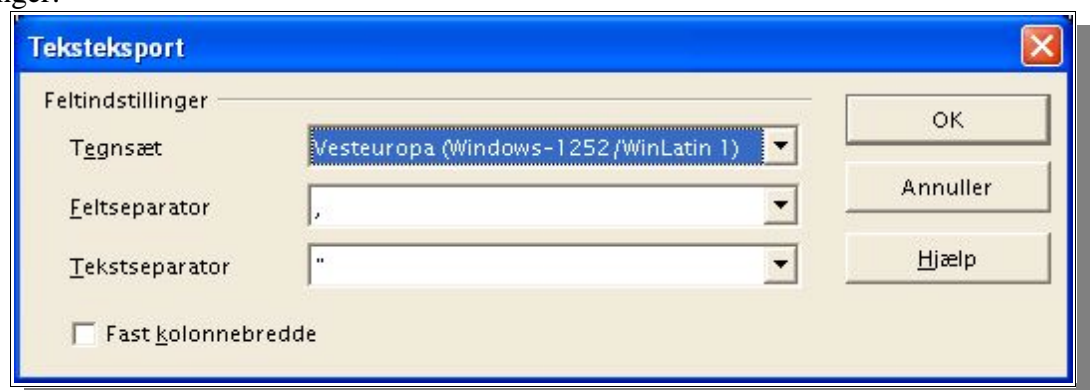 Teksteksport
Feltindstillinger
Tegnsæt Vesteuropa (Windows-1252/WinLatin 1)
Feltseparator ,
Tekstseparator "
Fast kolonnebredde
OK
Annuller
Hjælp